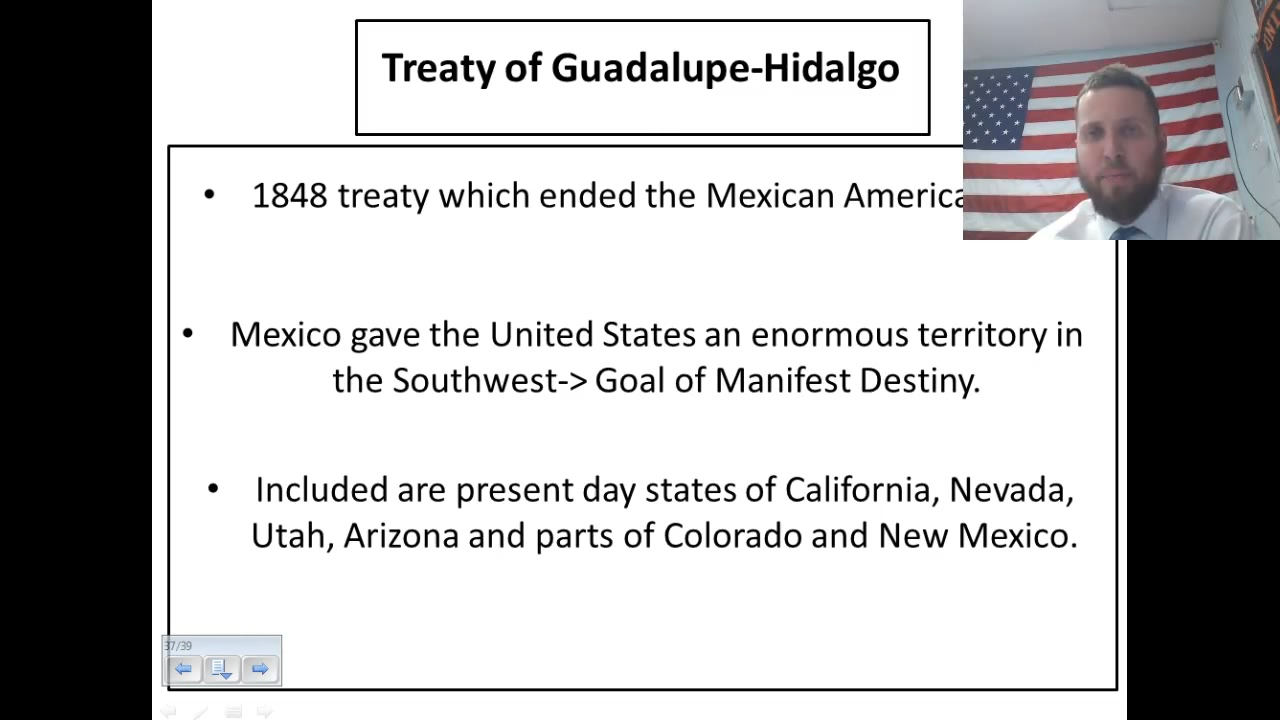 Treaty of Guadalupe-Hidalgo
• 1848 treaty which ended the Mexican America
• Mexico gave the United States an enormous territory in
the Southwest-> Goal of Manifest Destiny.
• Included are present day states of California, Nevada,
Utah, Arizona and parts of Colorado and New Mexico.
37/39